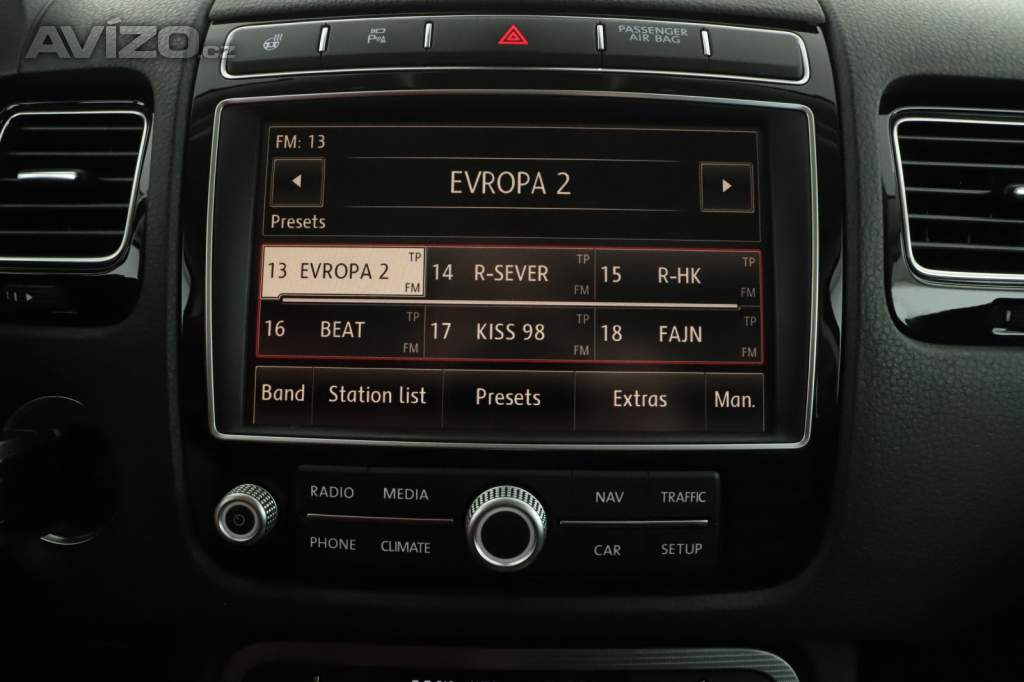 AVÍZO.cz
PASSENGER
AIR BAG
FM: 13
EVROPA 2
Presets
13 EVROPA 2 TP FM
14 R-SEVER TP FM
15 R-HK TP FM
16 BEAT TP FM
17 KISS 98 TP FM
18 FAJN TP FM
Band Station list Presets Extras Man.
RADIO MEDIA NAV TRAFFIC
PHONE CLIMATE CAR SETUP